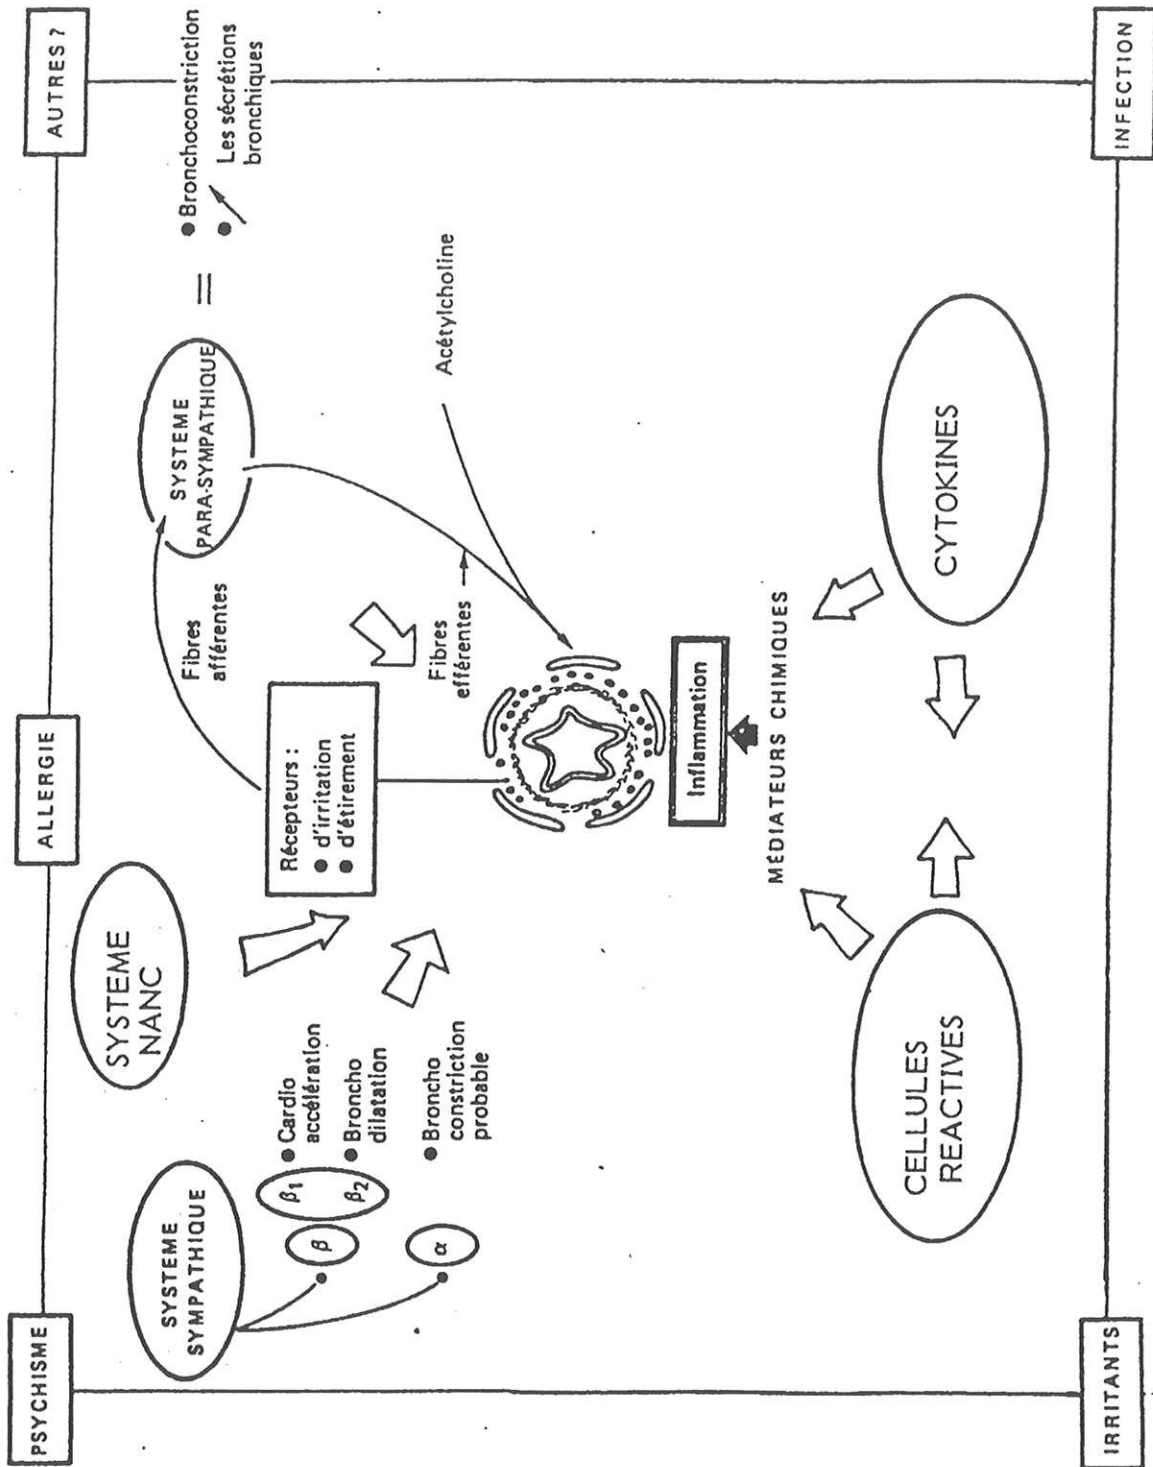 PSYCHISME
ALLERGIE
AUTRES ?
SYSTEME
NANC
SYSTEME
SYMPATHIQUE
β
β1
β2
α
● Cardio
accélération
● Broncho
dilatation
● Broncho
constriction
probable
Récepteurs :
● d'irritation
● d'étirement
Fibres
afférentes
SYSTEME
PARA-SYMPATHIQUE
=
● Bronchoconstriction
● Les sécrétions
bronchiques
Fibres
efférentes
Acétylcholine
Inflammation
MÉDIATEURS CHIMIQUES
CELLULES
REACTIVES
CYTOKINES
IRRITANTS
INFECTION